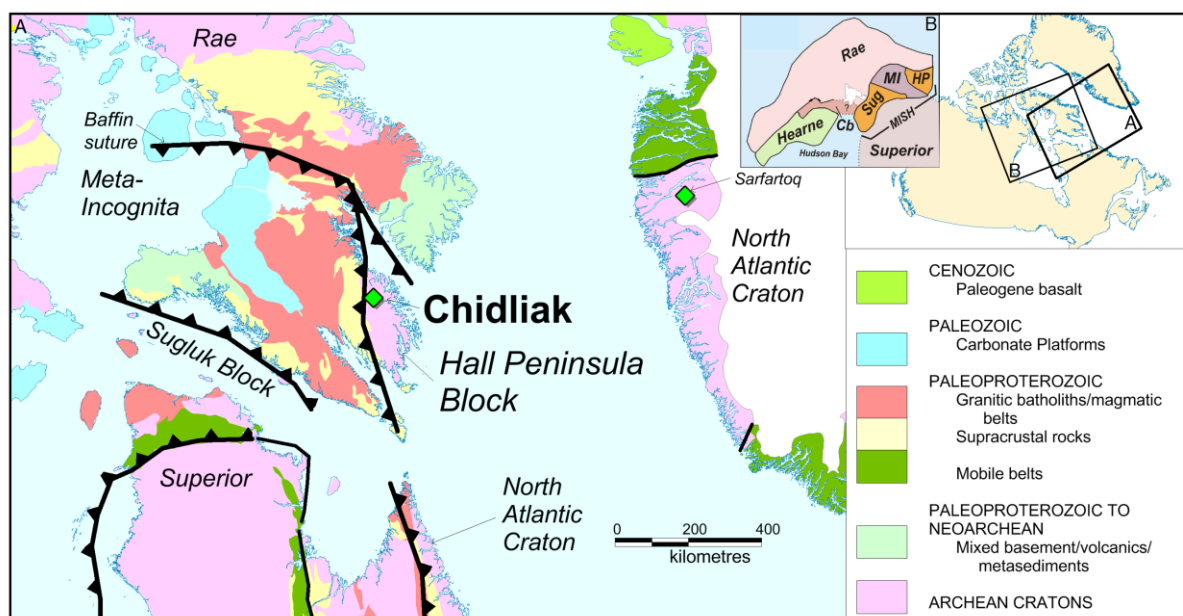 A
Rae
Baffin
suture
Meta-
Incognita
Sugluk Block
Superior
Chidliak
Hall Peninsula
Block
North
Atlantic
Craton
Sarfartoq
North
Atlantic
Craton
0 200 400
kilometres
B
Rae
MI
HP
Sug
MISH
Hearne
?
Cb
Hudson Bay
Superior
A
B
CENOZOIC
Paleogene basalt
PALEOZOIC
Carbonate Platforms
PALEOPROTEROZOIC
Granitic batholiths/magmatic
belts
Supracrustal rocks
Mobile belts
PALEOPROTEROZOIC TO
NEOARCHEAN
Mixed basement/volcanics/
metasediments
ARCHEAN CRATONS